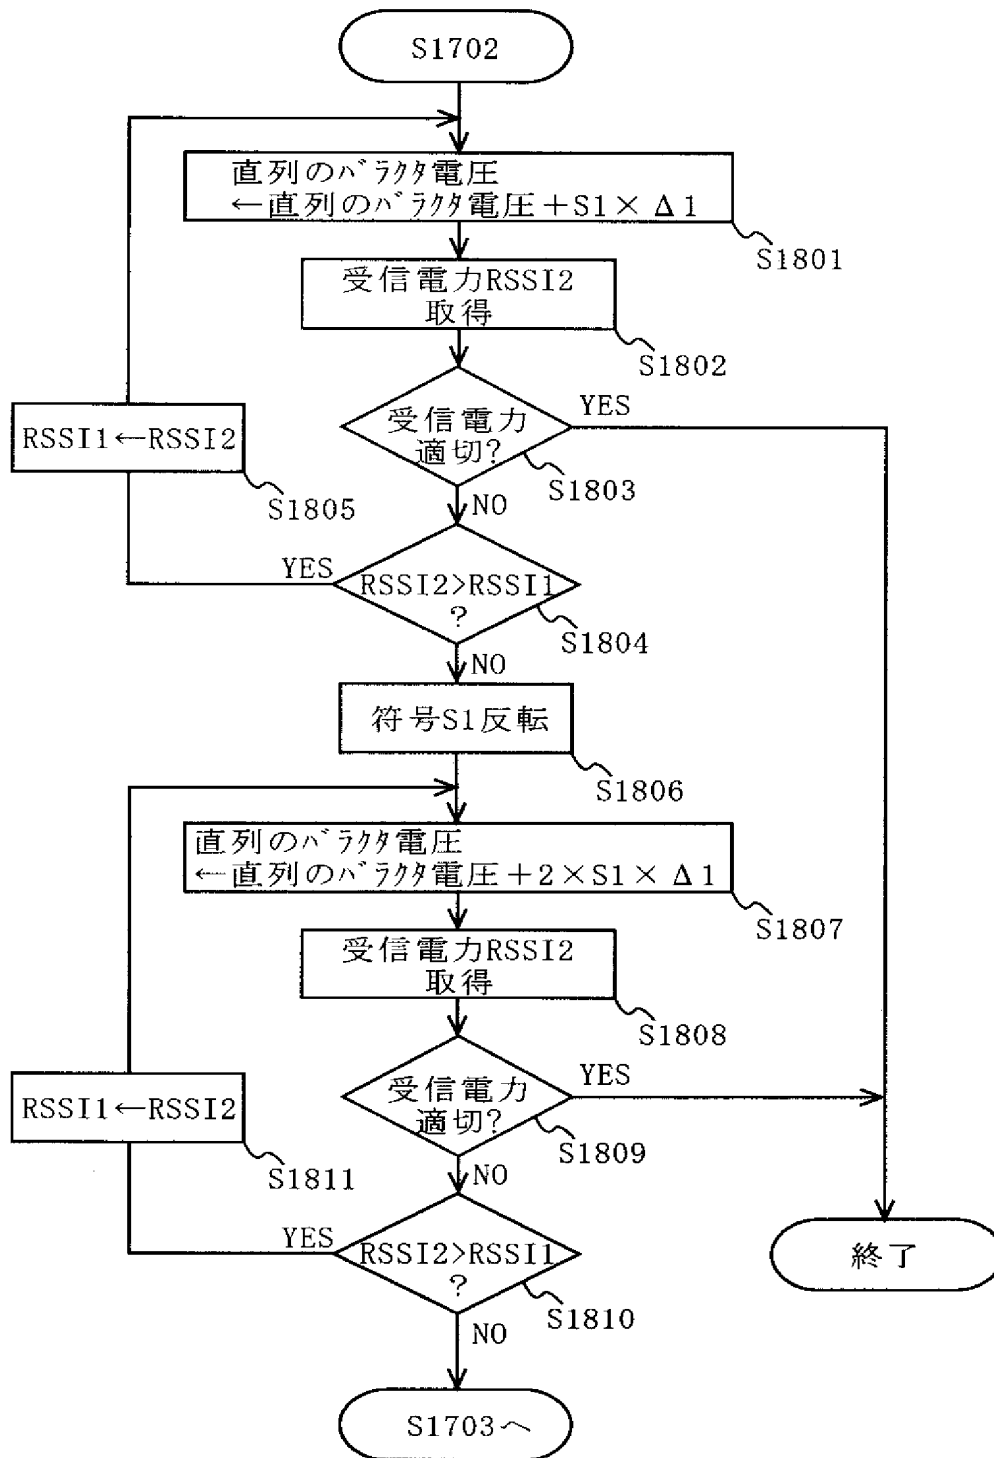 S1702
直列のバラクタ電圧
←直列のバラクタ電圧+S1×Δ1
S1801
受信電力RSSI2
取得
S1802
受信電力
適切?
YES
S1803
NO
RSSI1←RSSI2
S1805
YES
RSSI2>RSSI1
?
S1804
NO
符号S1反転
S1806
直列のバラクタ電圧
←直列のバラクタ電圧+2×S1×Δ1
S1807
受信電力RSSI2
取得
S1808
受信電力
適切?
YES
S1809
NO
RSSI1←RSSI2
S1811
YES
RSSI2>RSSI1
?
S1810
NO
終了
S1703へ